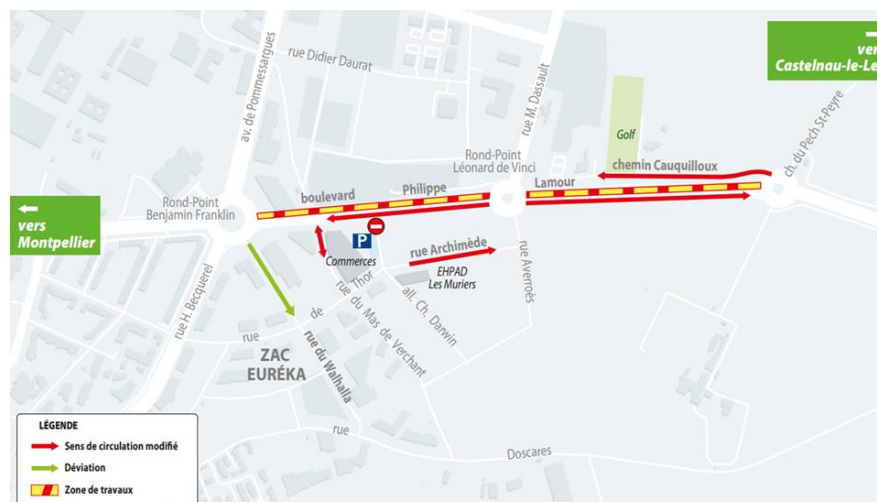 vers
Castelnau-le-Le
rue Didier Daurat
av. de Pommessargues
rue M. Dassault
ch. du Pech St-Peyre
Golf
Rond-Point
Léonard de Vinci
chemin Cauquilloux
Rond-Point
Benjamin Franklin
boulevard
Philippe
Lamour
vers
Montpellier
P
Commerces
rue Archimède
EHPAD
Les Muriers
rue Averroès
rue H. Becquerel
rue de Thor
all. Ch. Darwin
rue du Mas de Verchant
ZAC
EURÉKA
rue du Walhalla
rue Doscares
LÉGENDE
Sens de circulation modifié
Déviation
Zone de travaux